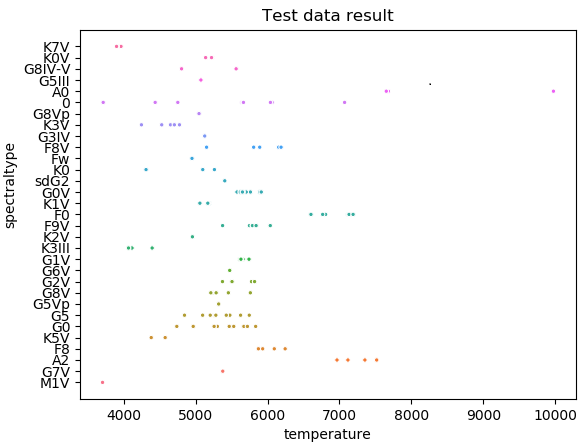 Test data result
K7V
K0V
G8IV-V
G5III
A0
0
G8Vp
K3V
G3IV
F8V
Fw
K0
sdG2
G0V
K1V
F0
F9V
K2V
K3III
G1V
G6V
G2V
G8V
G5Vp
G5
G0
K5V
F8
A2
G7V
M1V
spectraltype
4000 5000 6000 7000 8000 9000 10000
temperature